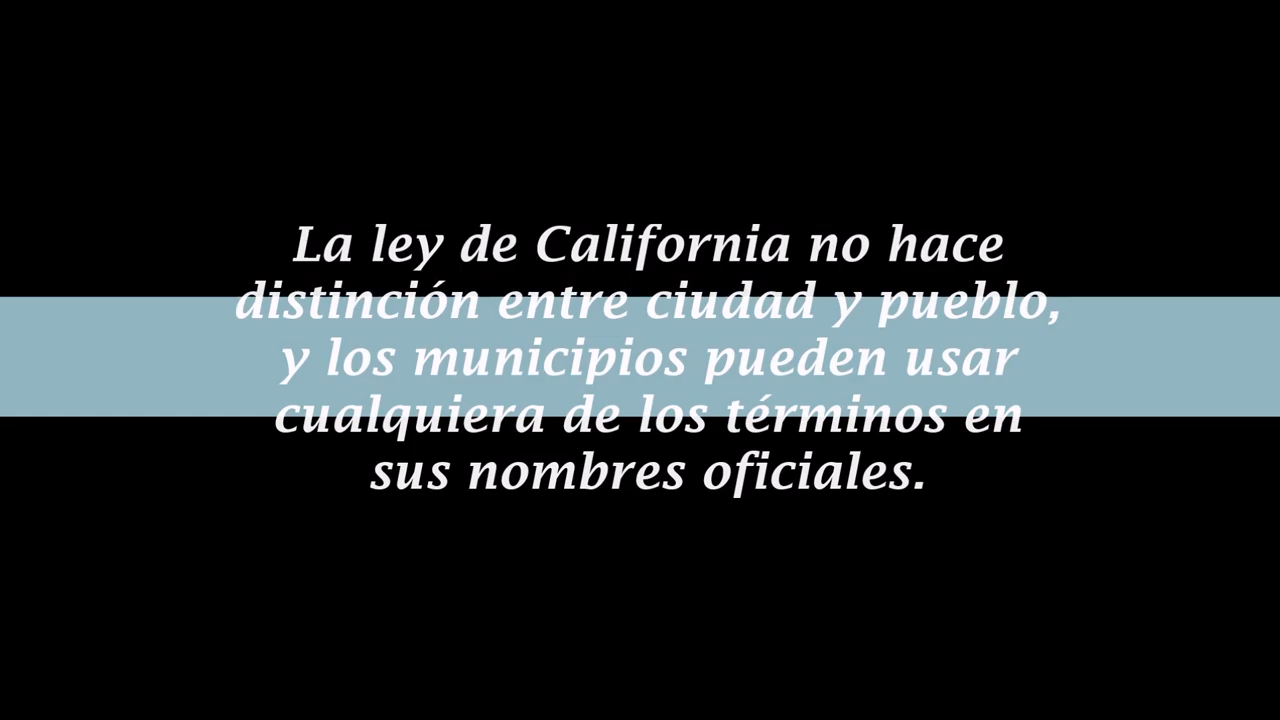 La ley de California no hace
distinción entre ciudad y pueblo,
y los municipios pueden usar
cualquiera de los términos en
sus nombres oficiales.